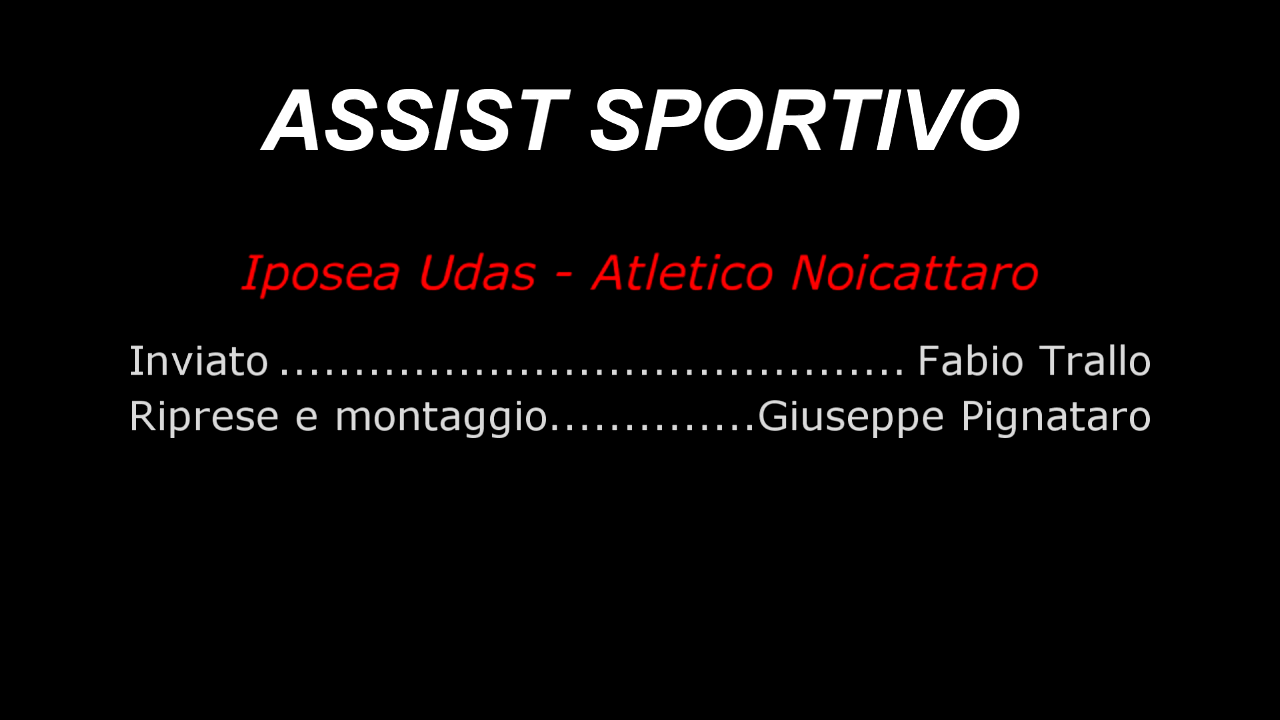 ASSIST SPORTIVO
Iposea Udas - Atletico Noicattaro
Inviato .......................................... Fabio Trallo
Riprese e montaggio..............Giuseppe Pignataro